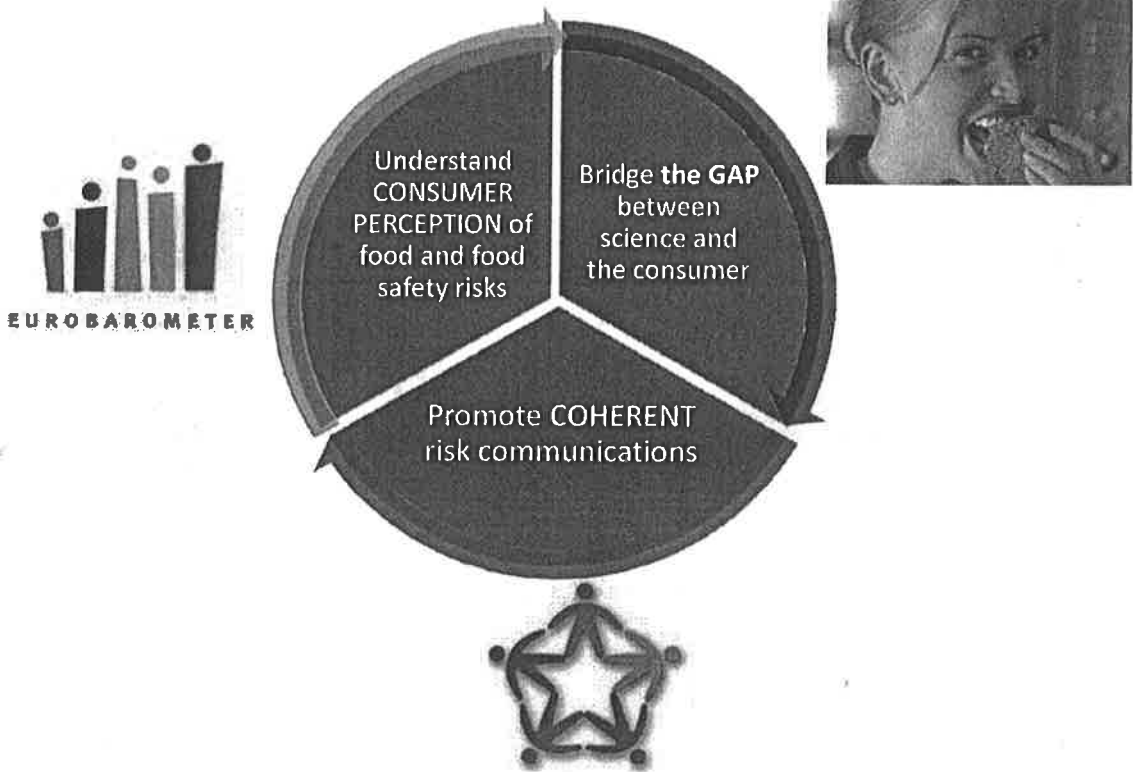 Understand
CONSUMER
PERCEPTION of
food and food
safety risks
Bridge the GAP
between
science and
the consumer
Promote COHERENT
risk communications
EUROBAROMETER